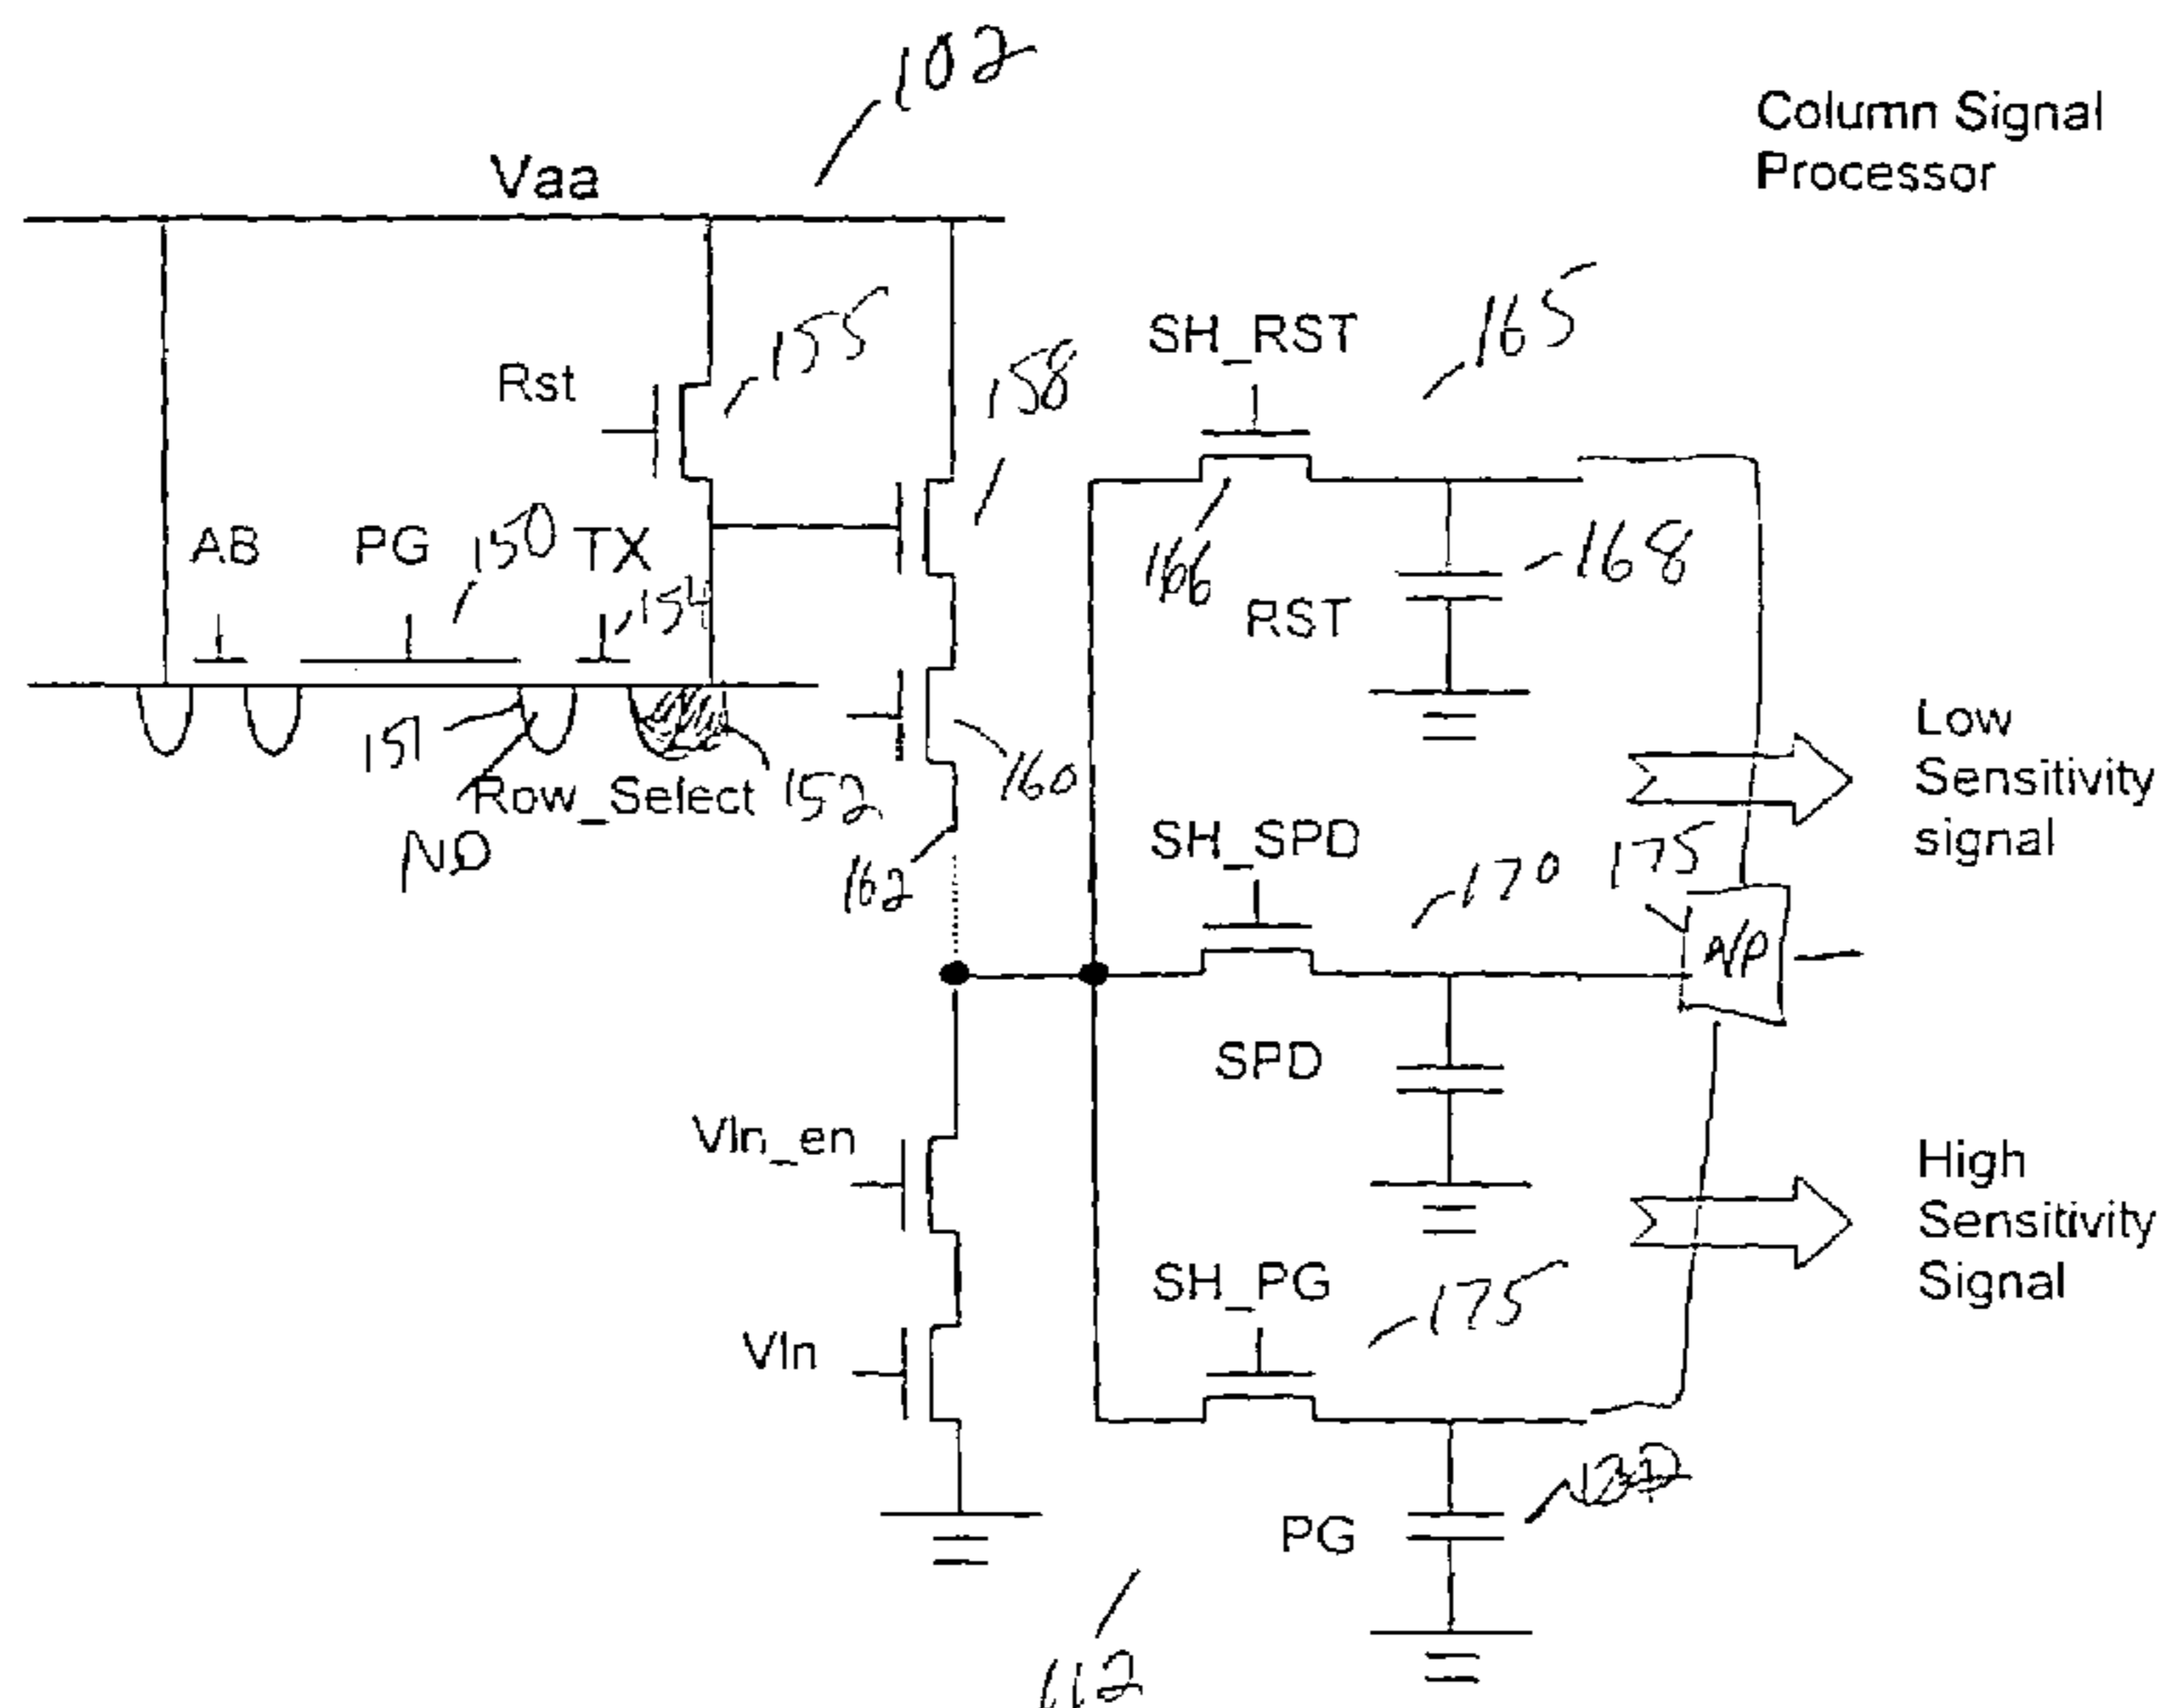 102
Column Signal
Processor
Vaa
SH_RST
165
Rst
155
158
AB
PG
150
TX
154
166
168
RST
151
Row_Select
152
160
Low
Sensitivity
signal
162
SH_SPD
170
175
SPD
Vln_en
High
Sensitivity
Signal
SH_PG
175
Vln
PG
112